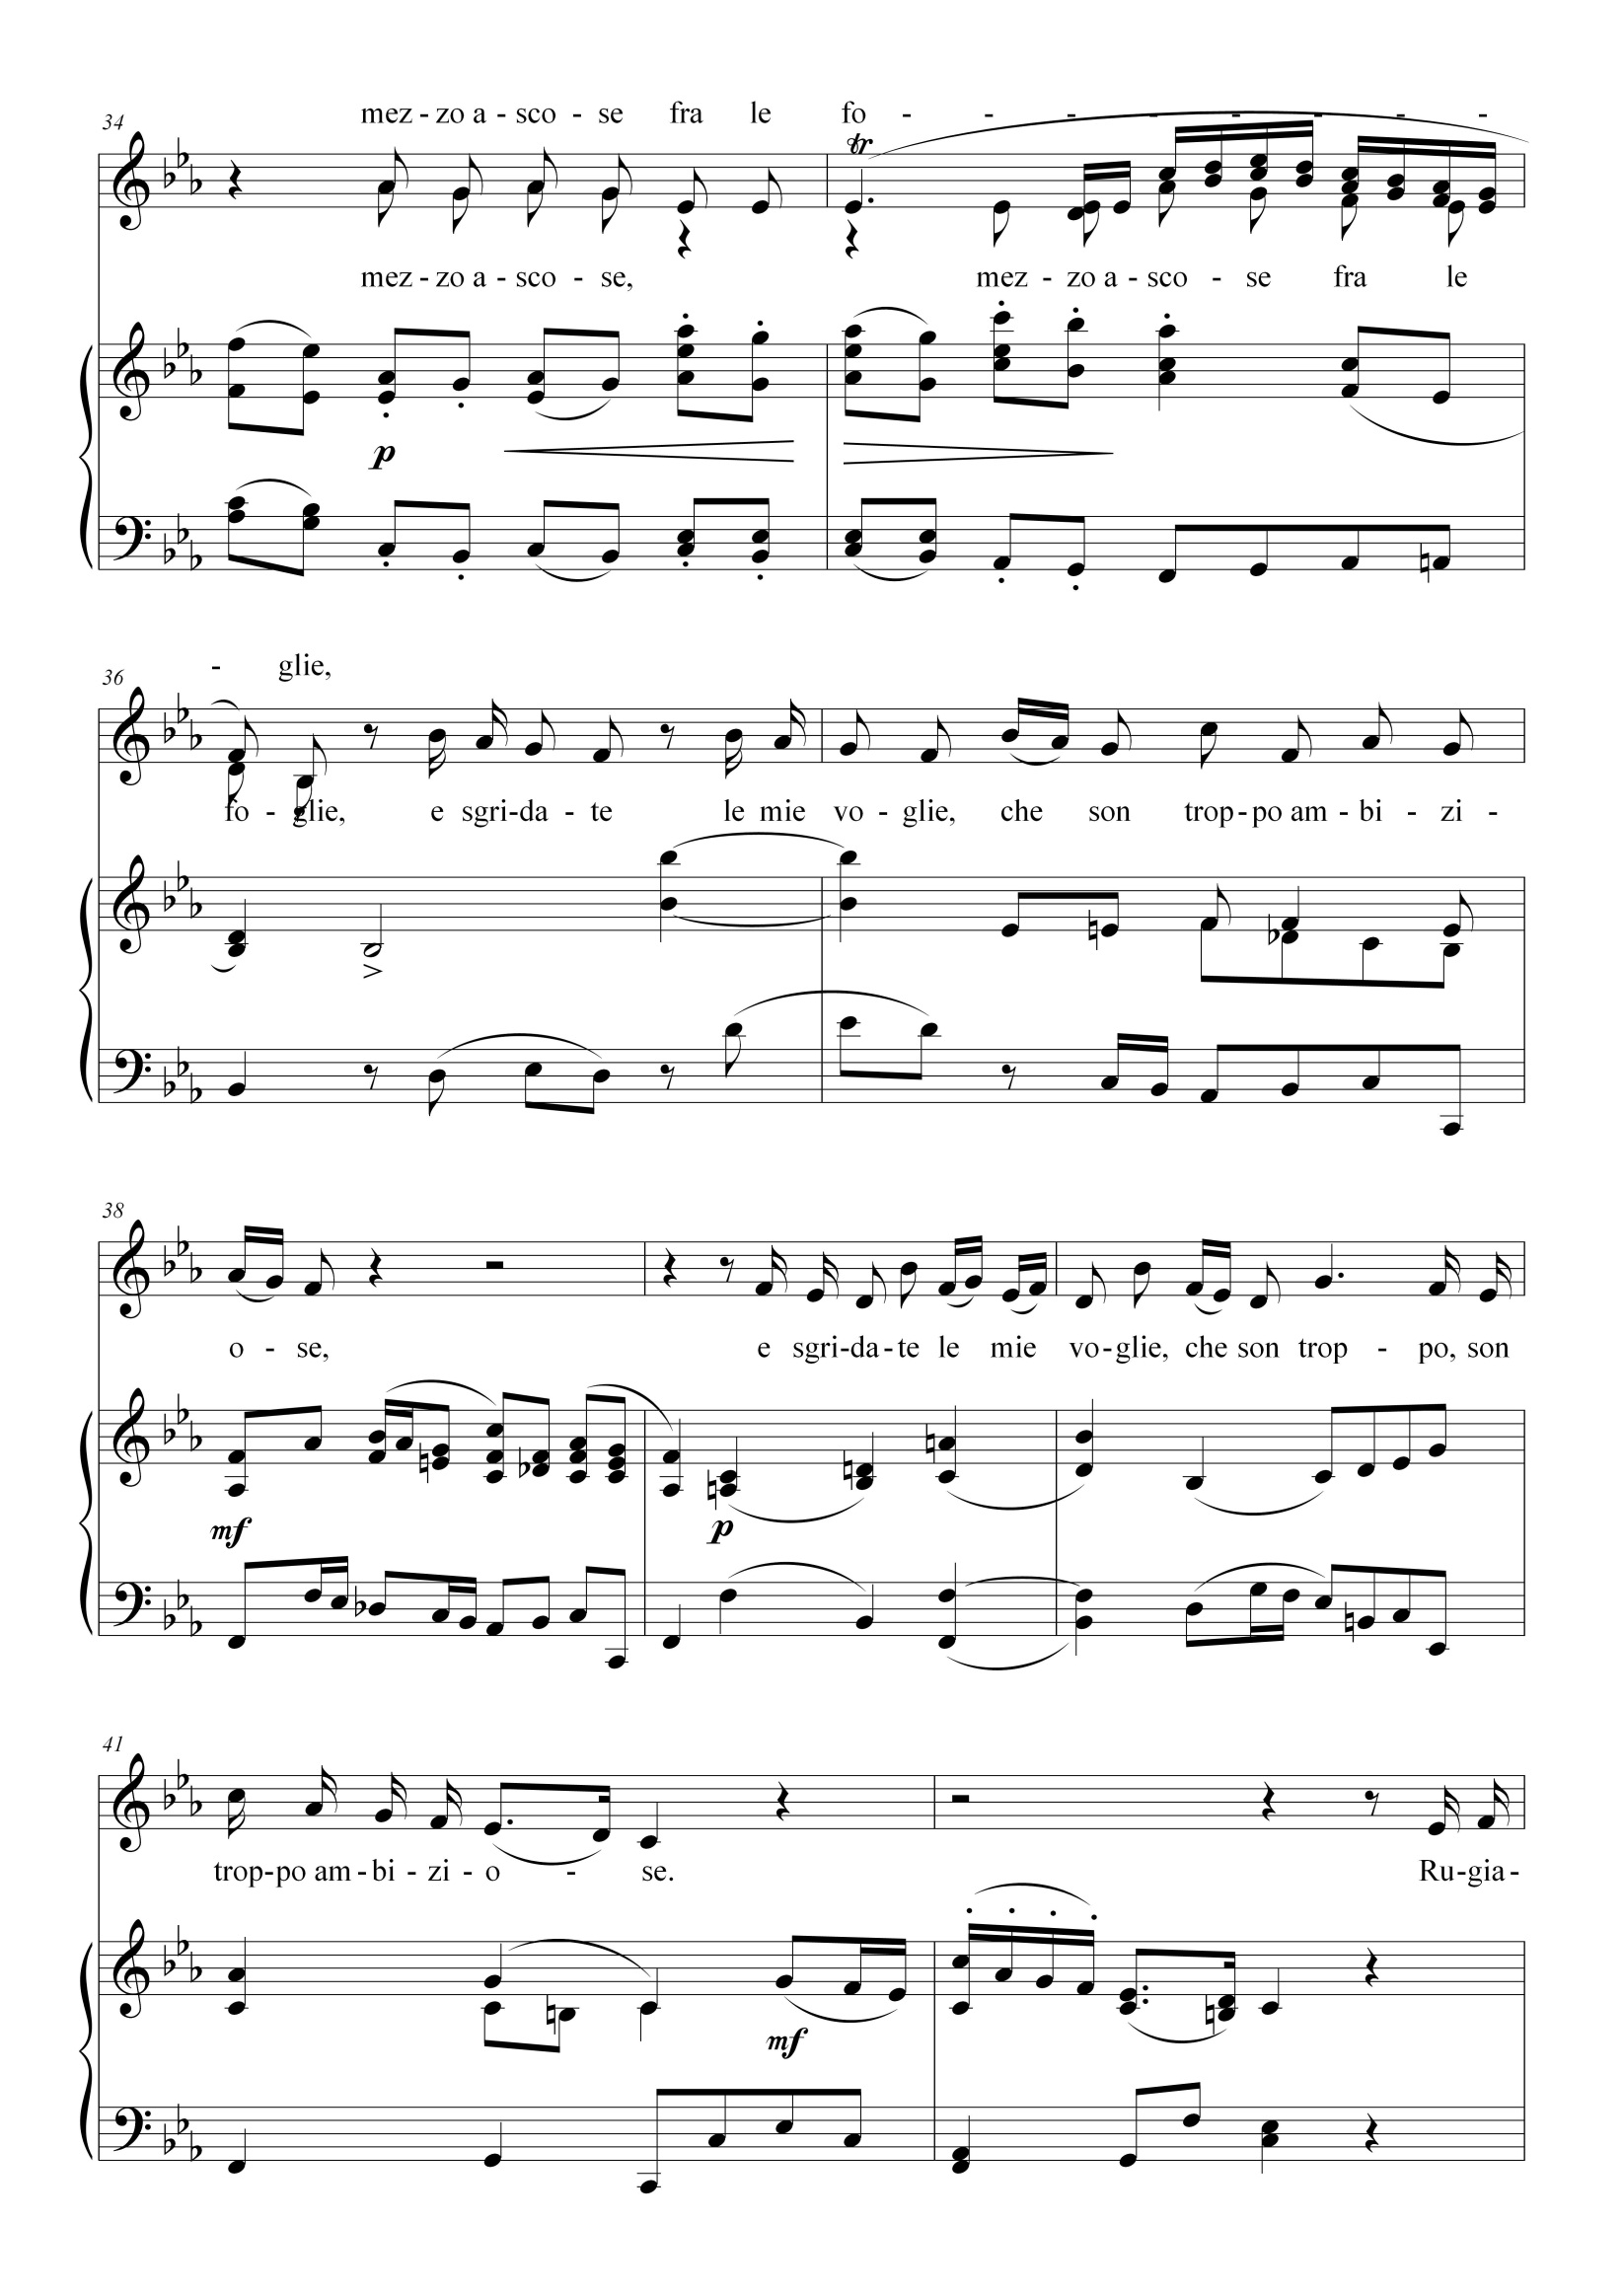 34
mez - zo a - sco - se fra le fo - - - - - - - -
tr
mez - zo a - sco - se, mez - zo a - sco - se fra le
p
- glie,
36
fo - glie, e sgri-da - te le mie vo - glie, che son trop-po am - bi - zi -
38
o - se, e sgri-da-te le mie vo-glie, che son trop - po, son
mf p
41
trop-po am-bi - zi - o - se. Ru-gia-
mf